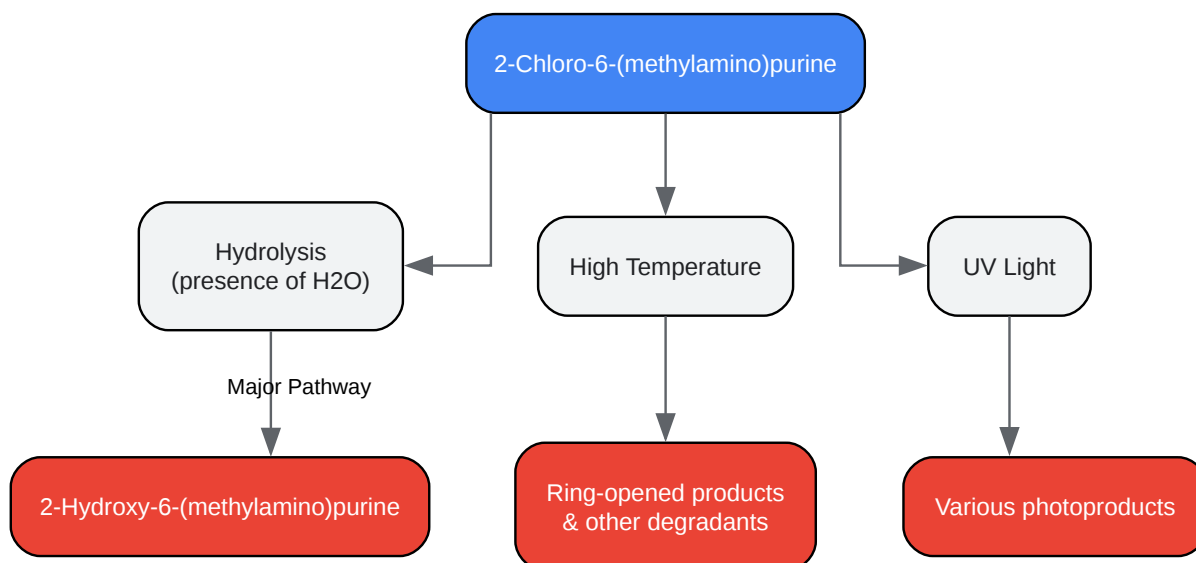 2-Chloro-6-(methylamino)purine
Hydrolysis
(presence of H2O)
High Temperature
UV Light
Major Pathway
2-Hydroxy-6-(methylamino)purine
Ring-opened products
& other degradants
Various photoproducts